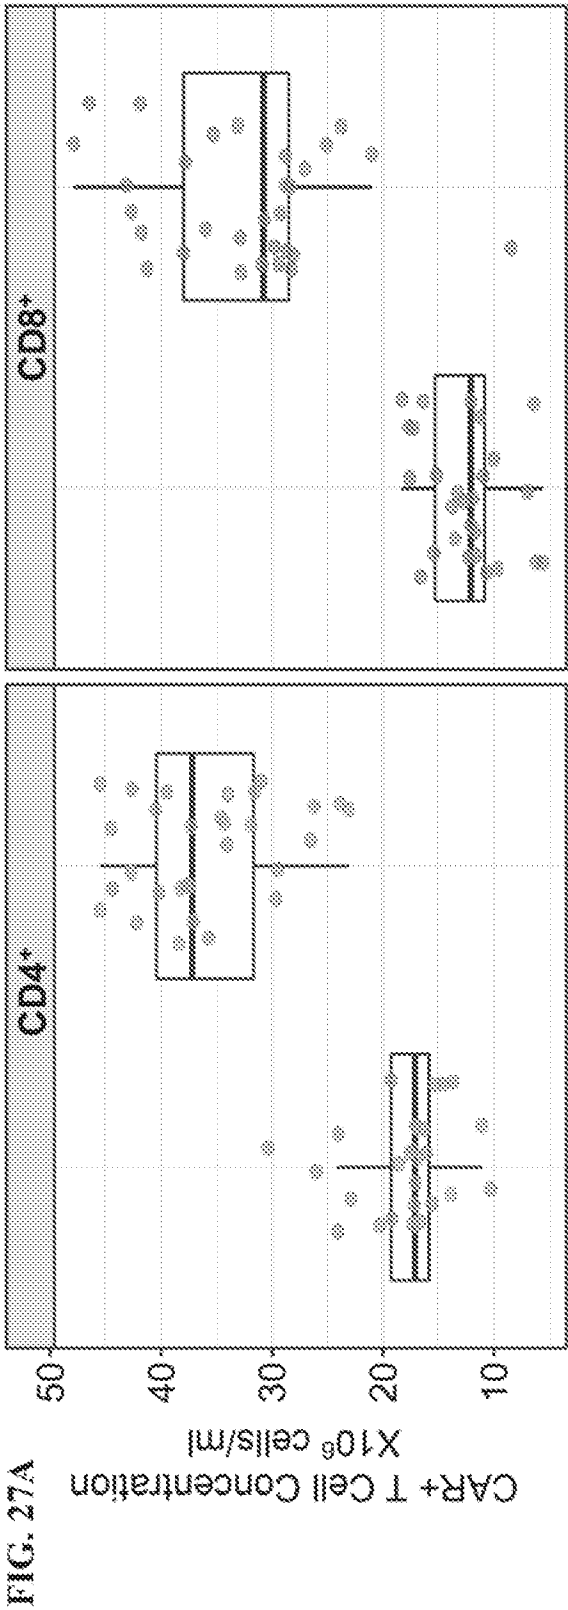 FIG. 27A
CAR+ T Cell Concentration
X10⁶ cells/ml
50
40
30
20
10
CD4⁺
CD8⁺